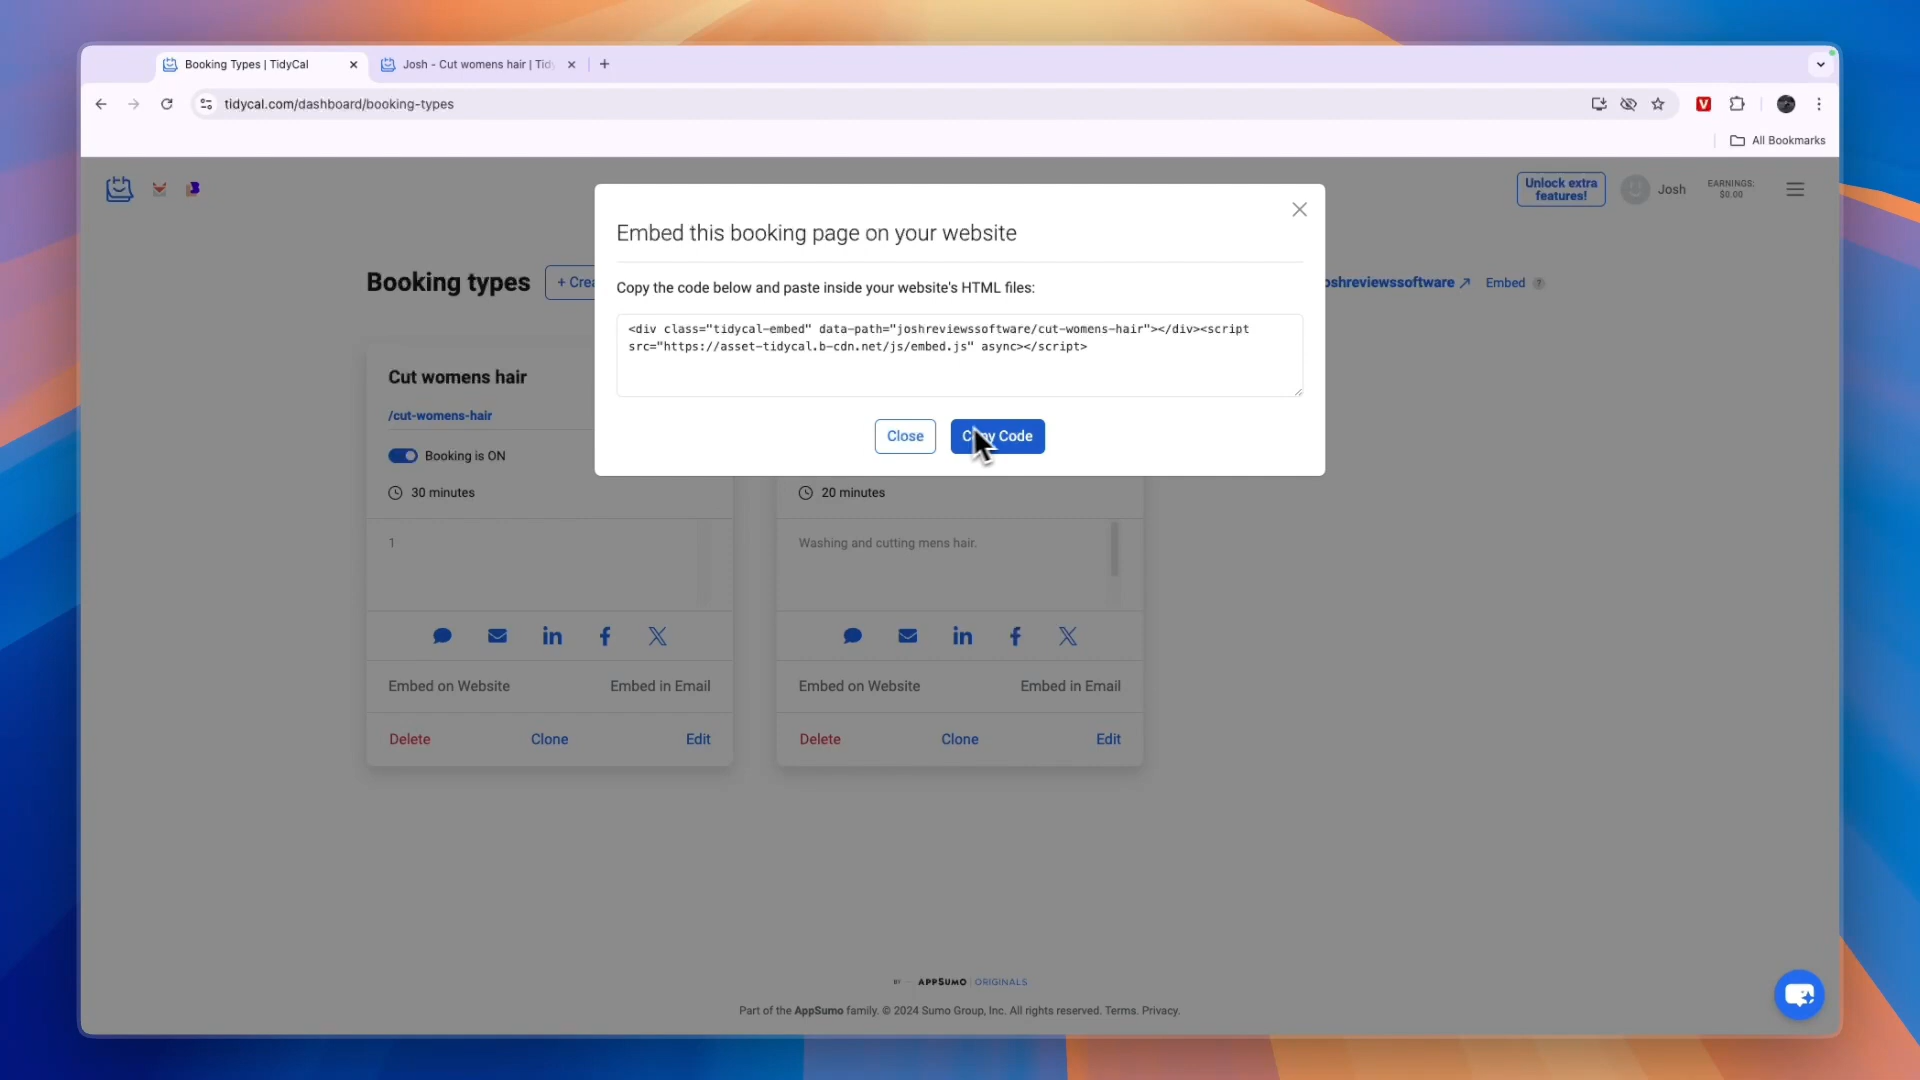 Booking Types | TidyCal
Josh - Cut womens hair | Tid
tidycal.com/dashboard/booking-types
All Bookmarks
Unlock extra
features!
Josh
EARNINGS:
$0.00
Embed this booking page on your website
Booking types
+ Crea
oshreviewssoftware
Embed
?
Copy the code below and paste inside your website's HTML files:
<div class="tidycal-embed" data-path="joshreviewssoftware/cut-womens-hair"></div><script
src="https://asset-tidycal.b-cdn.net/js/embed.js" async></script>
Close
Copy Code
Cut womens hair
/cut-womens-hair
Booking is ON
30 minutes
20 minutes
1
Washing and cutting mens hair.
Embed on Website
Embed in Email
Embed on Website
Embed in Email
Delete
Clone
Edit
Delete
Clone
Edit
BY APPSUMO ORIGINALS
Part of the AppSumo family. © 2024 Sumo Group, Inc. All rights reserved. Terms. Privacy.